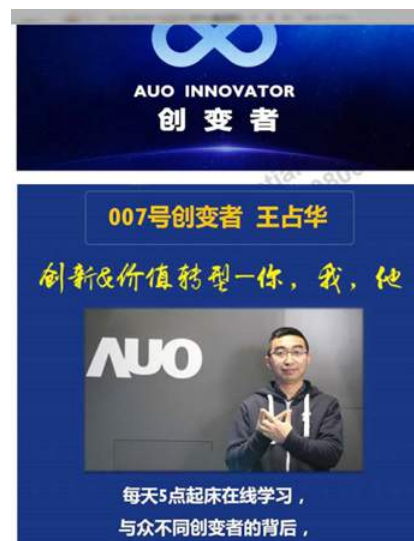 AUO INNOVATOR
创变者
007号创变者 王占华
创新&价值转型—你，我，他
AUO
每天5点起床在线学习，
与众不同创变者的背后，